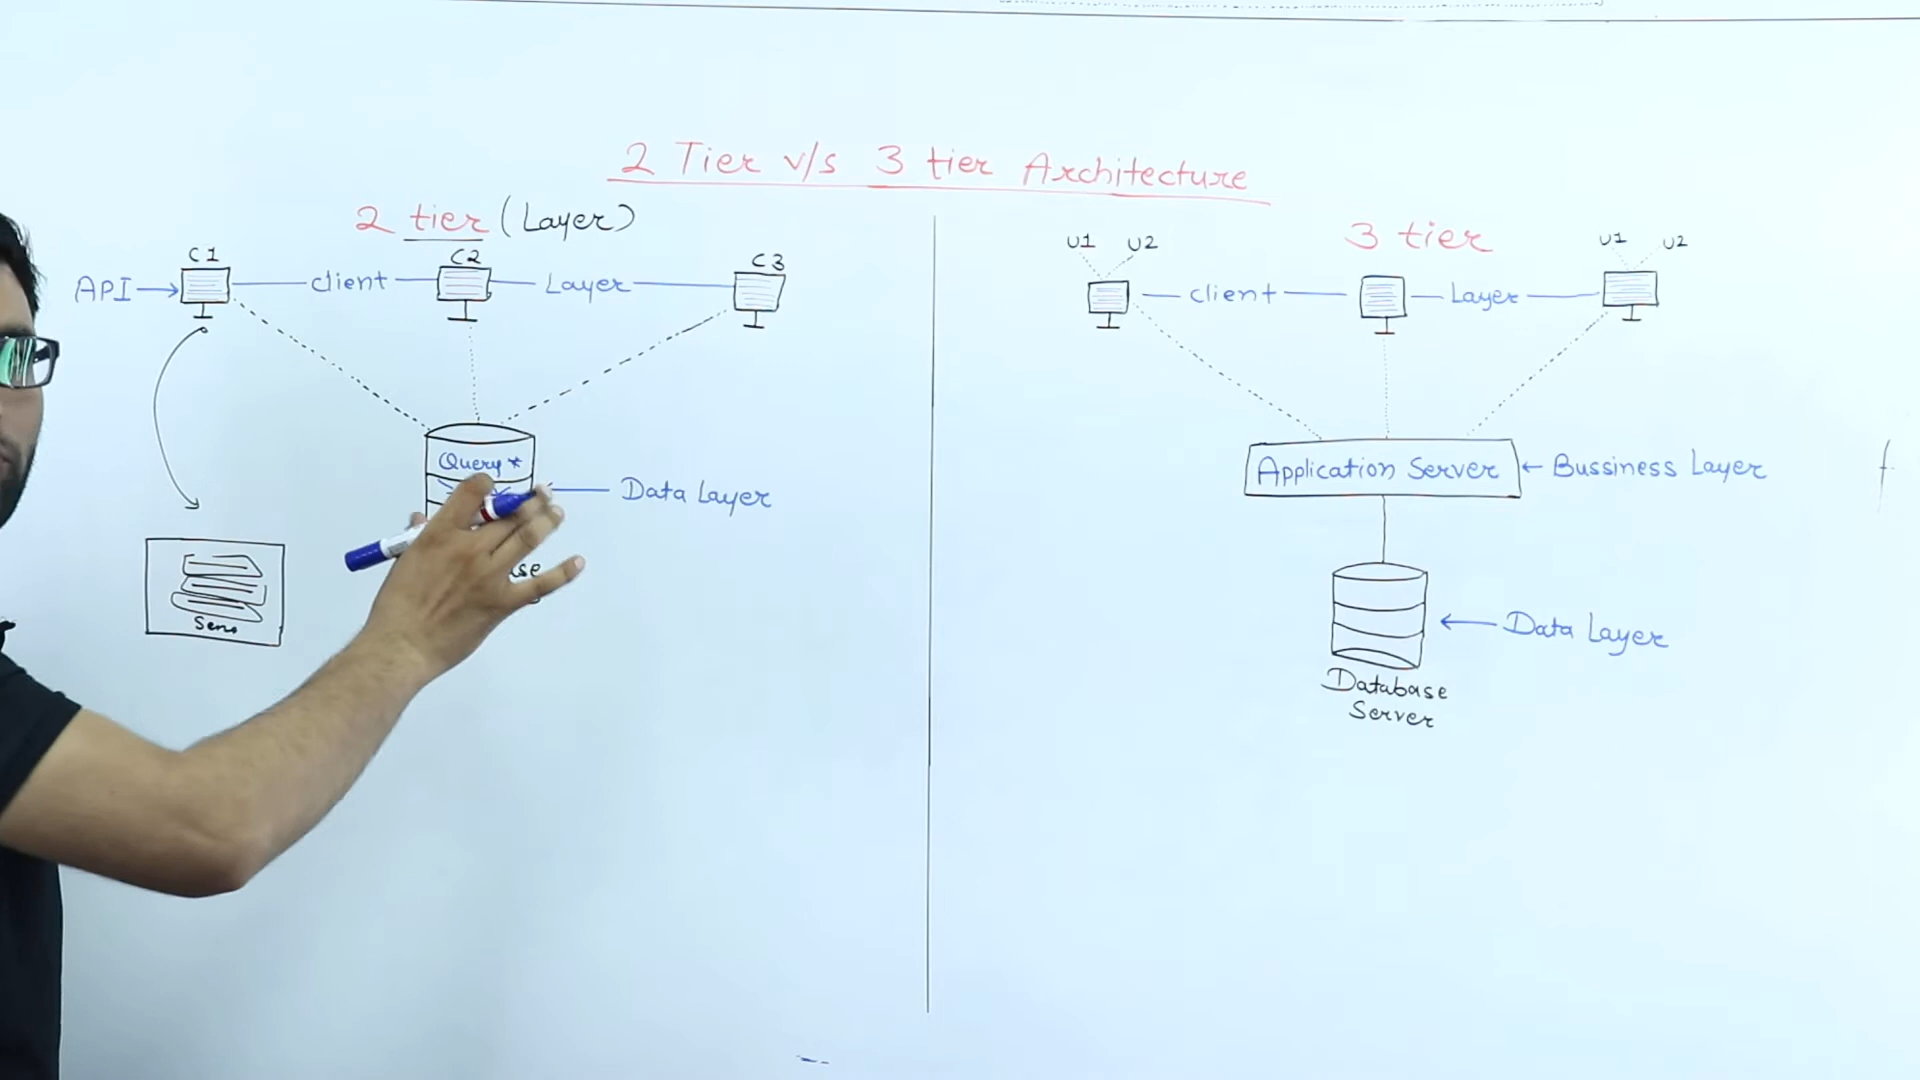 2 Tier v/s 3 tier Architecture
2 tier (Layer)
C1
C2
C3
API
client
Layer
Query *
Data Layer
3 tier
U1 U2
U1 U2
client
Layer
Application Server
Bussiness Layer
Data Layer
Database
Server